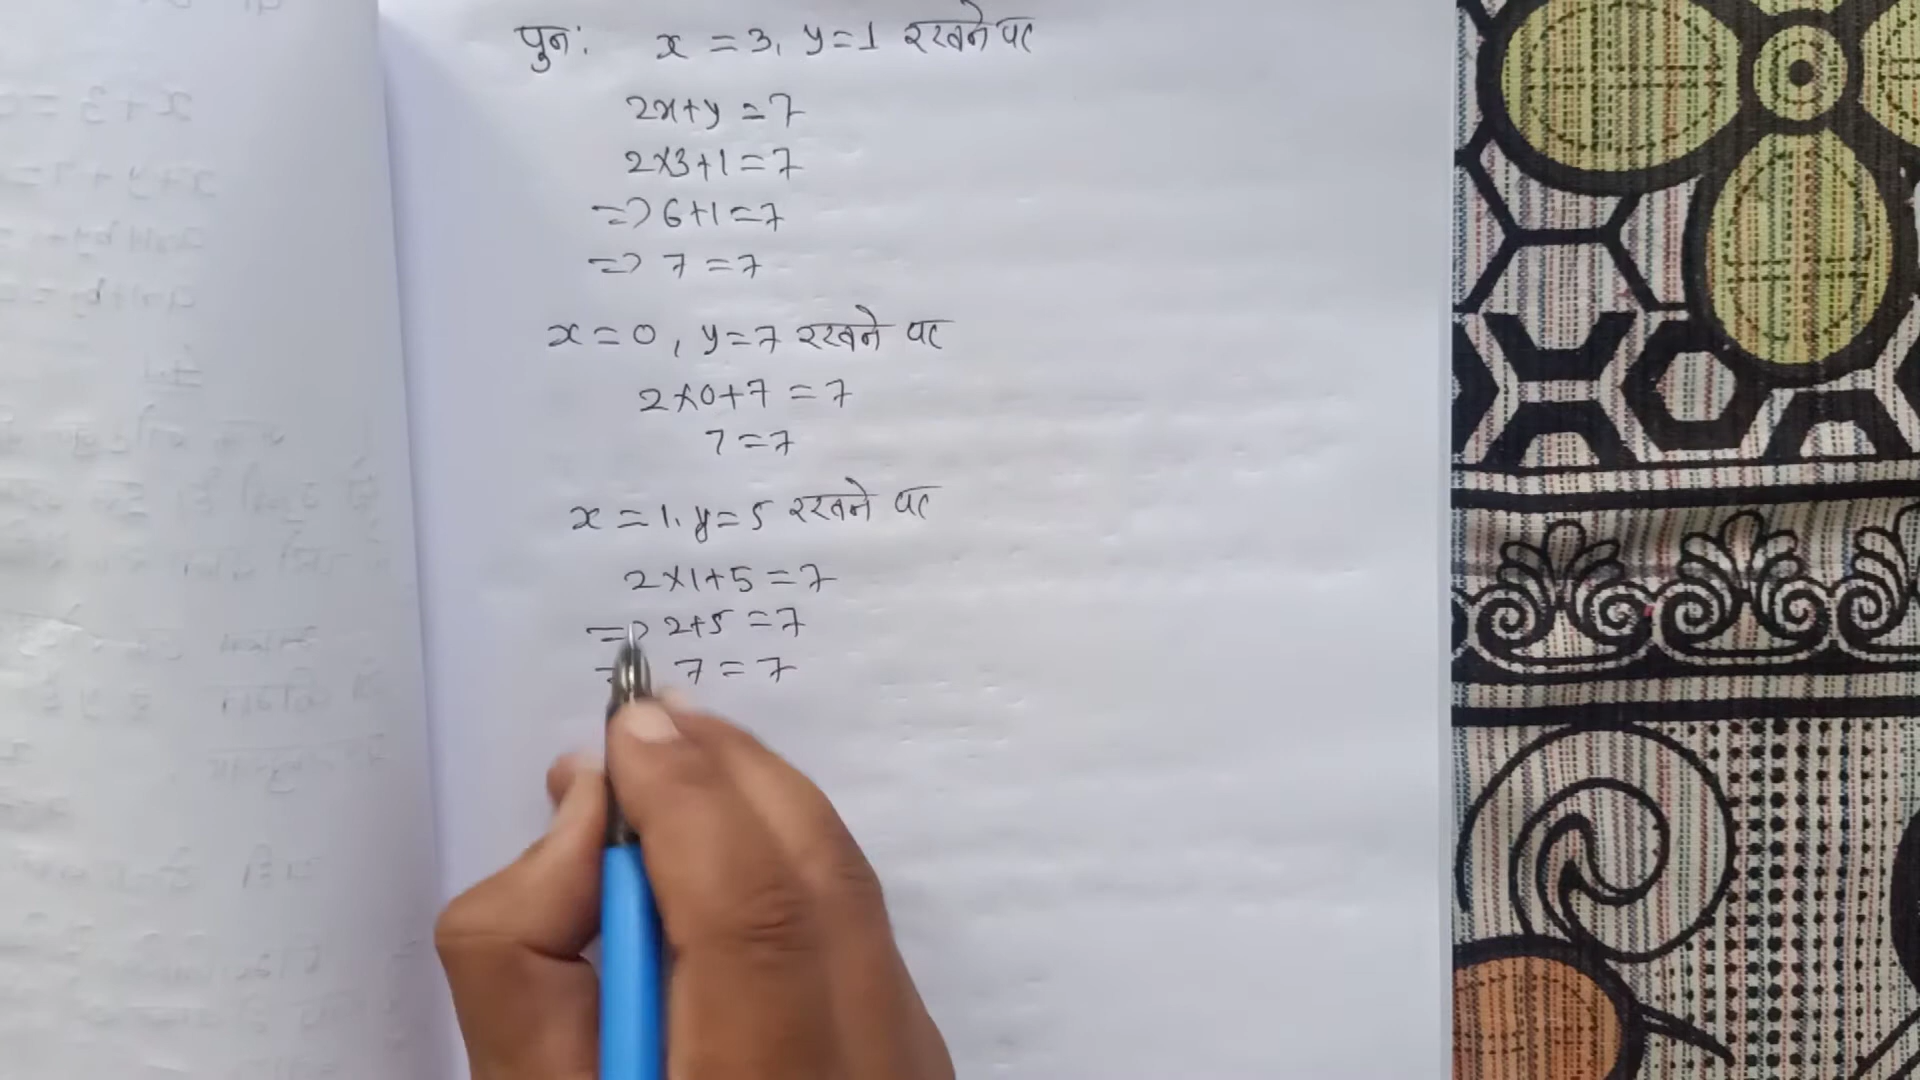 पुनः x = 3, y = 1 रखने पर
2x+y = 7
2×3+1 = 7
=> 6+1 = 7
=> 7 = 7
x = 0, y = 7 रखने पर
2×0+7 = 7
7 = 7
x = 1, y = 5 रखने पर
2×1+5 = 7
=> 2+5 = 7
= 7 = 7